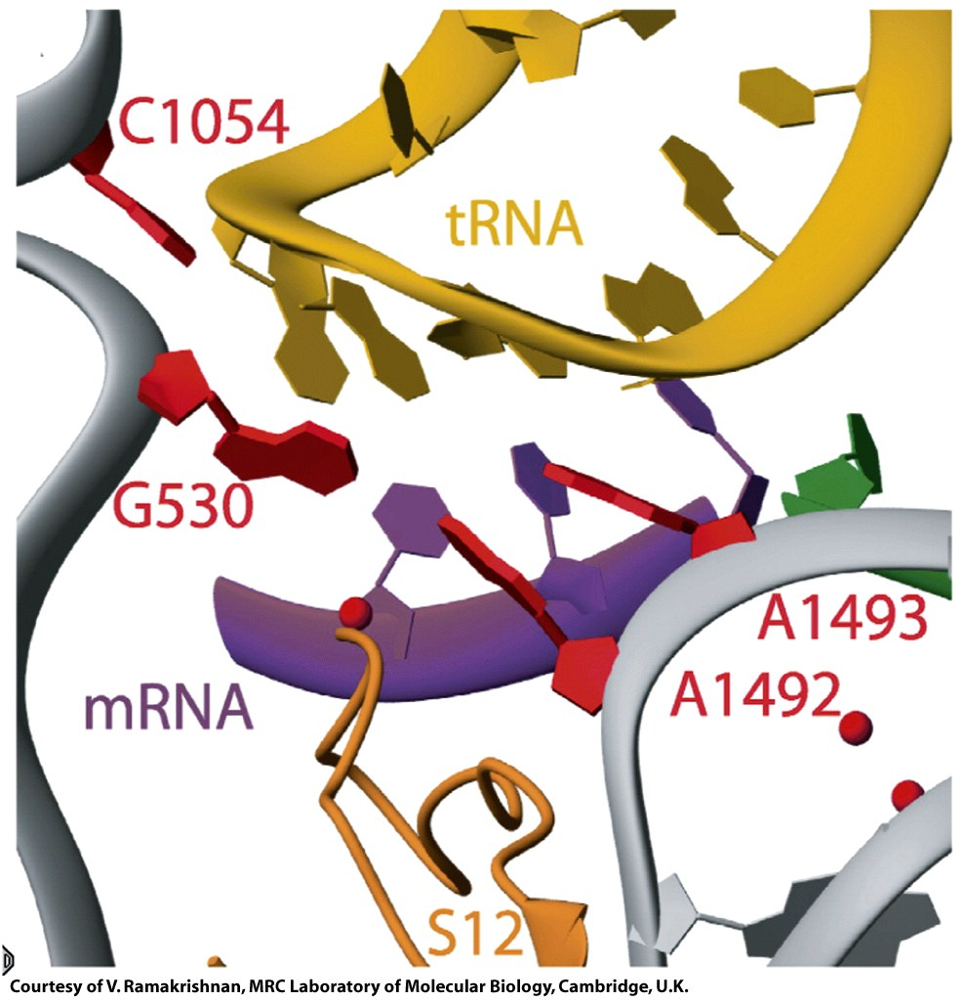 C1054
tRNA
G530
A1493
A1492
mRNA
S12
Courtesy of V. Ramakrishnan, MRC Laboratory of Molecular Biology, Cambridge, U.K.